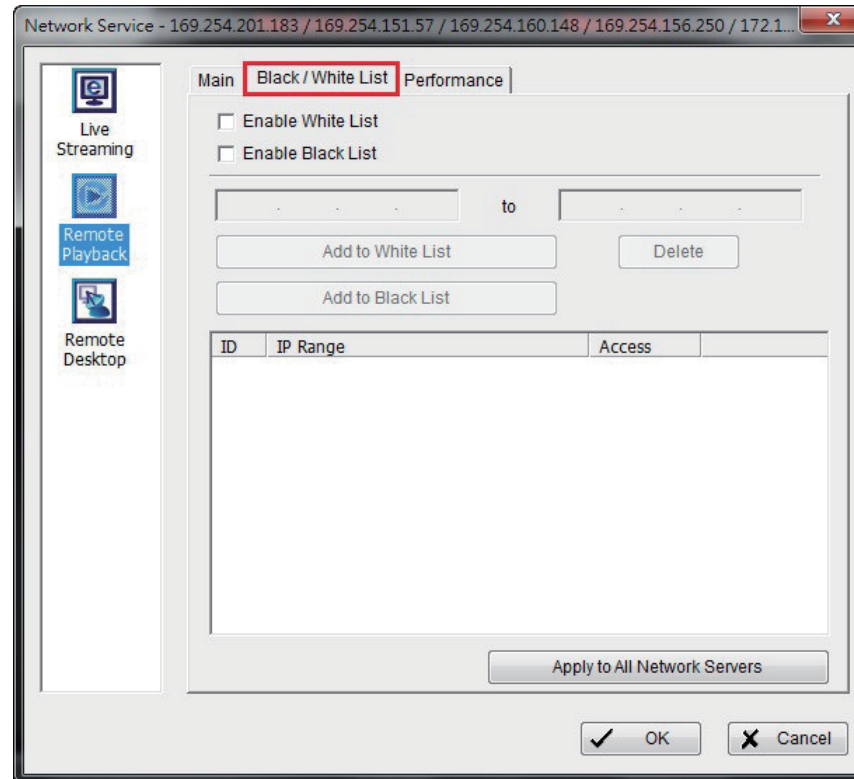 Network Service - 169.254.201.183 / 169.254.151.57 / 169.254.160.148 / 169.254.156.250 / 172.1...
Live
Streaming
Remote
Playback
Remote
Desktop
Main
Black / White List
Performance
Enable White List
Enable Black List
to
Add to White List
Delete
Add to Black List
ID
IP Range
Access
Apply to All Network Servers
OK
Cancel